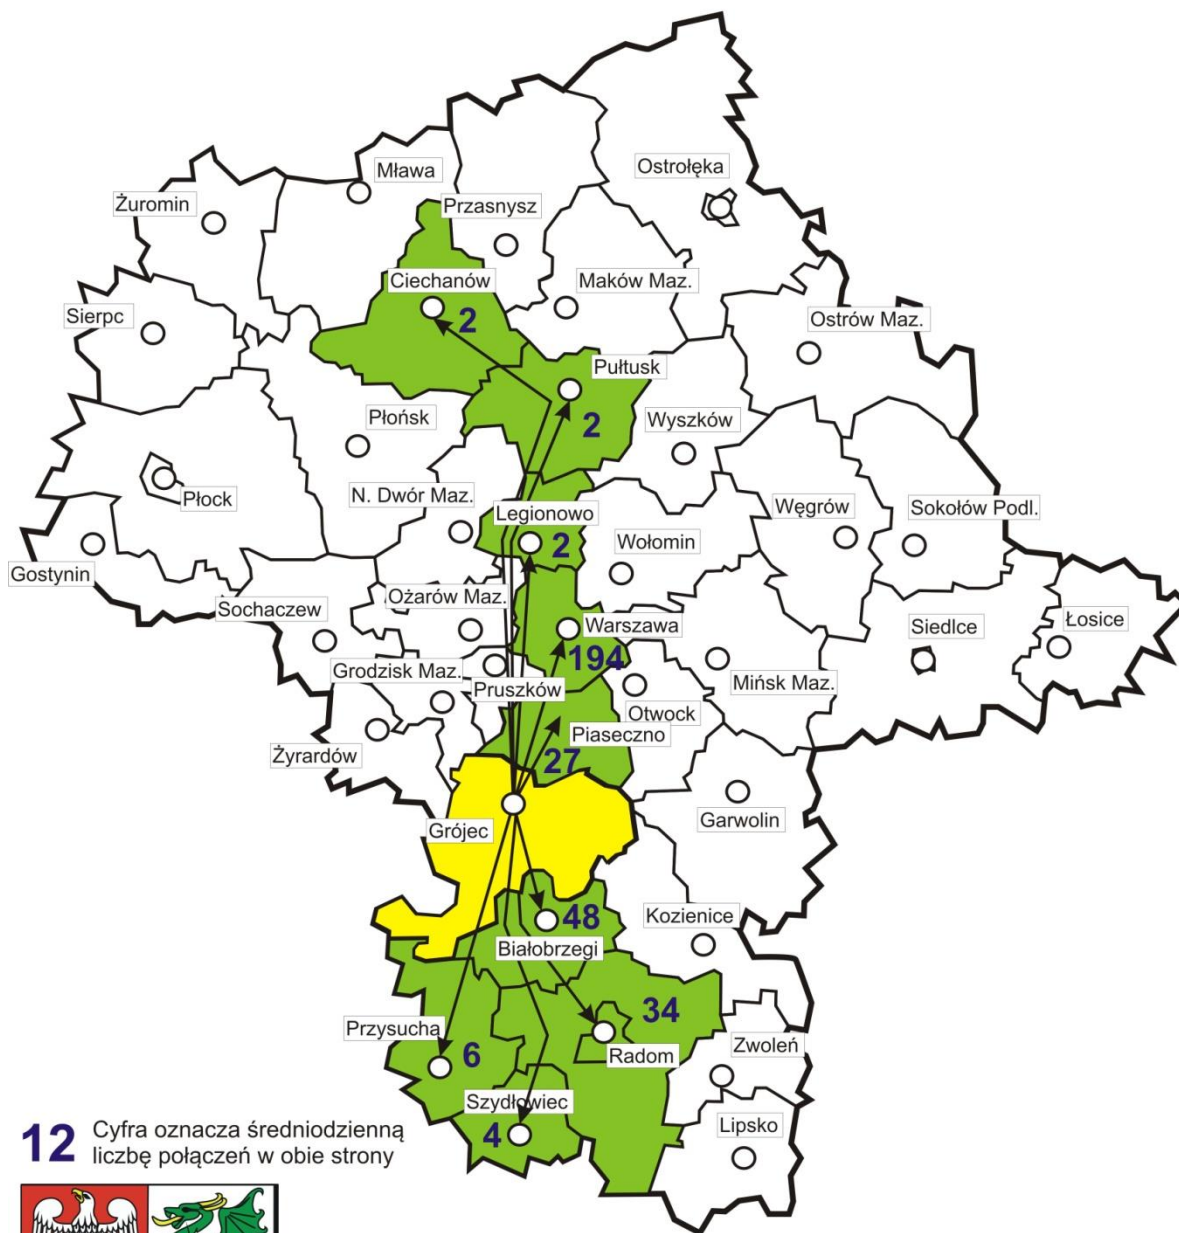 Mława
Ostrołęka
Żuromin
Przasnysz
Ciechanów
Maków Maz.
2
Sierpc
Ostrów Maz.
Pułtusk
2
Płońsk
Wyszków
Płock
N. Dwór Maz.
Legionowo
Węgrów
Sokołów Podl.
2
Wołomin
Gostynin
Sochaczew
Ożarów Maz.
Warszawa
Siedlce
Łosice
194
Grodzisk Maz.
Pruszków
Mińsk Maz.
Otwock
Żyrardów
Piaseczno
27
Grójec
Garwolin
48
Kozienice
Białobrzegi
34
Przysucha
6
Radom
Zwoleń
Szydłowiec
4
Lipsko
12 Cyfra oznacza średniodzienną
liczbę połączeń w obie strony